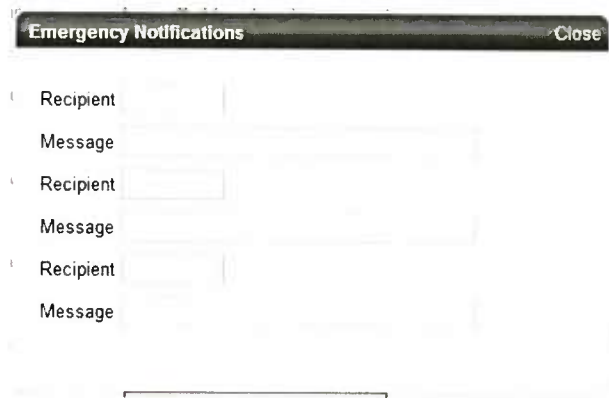 Emergency Notifications Close
Recipient
Message
Recipient
Message
Recipient
Message